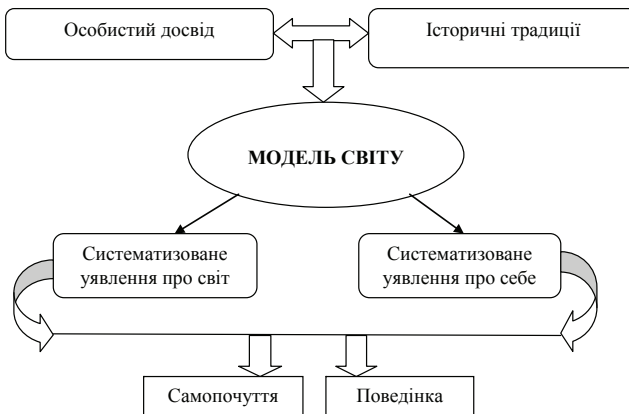 Особистий досвід
Історичні традиції
МОДЕЛЬ СВІТУ
Систематизоване
уявлення про світ
Систематизоване
уявлення про себе
Самопочуття
Поведінка